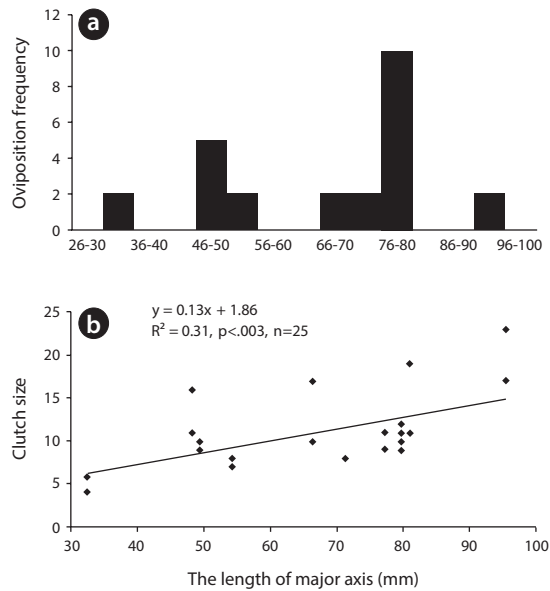 a
12
10
8
6
4
2
0
Oviposition frequency
26-30 36-40 46-50 56-60 66-70 76-80 86-90 96-100
b
y = 0.13x + 1.86
R² = 0.31, p<.003, n=25
25
20
15
10
5
0
Clutch size
30 40 50 60 70 80 90 100
The length of major axis (mm)